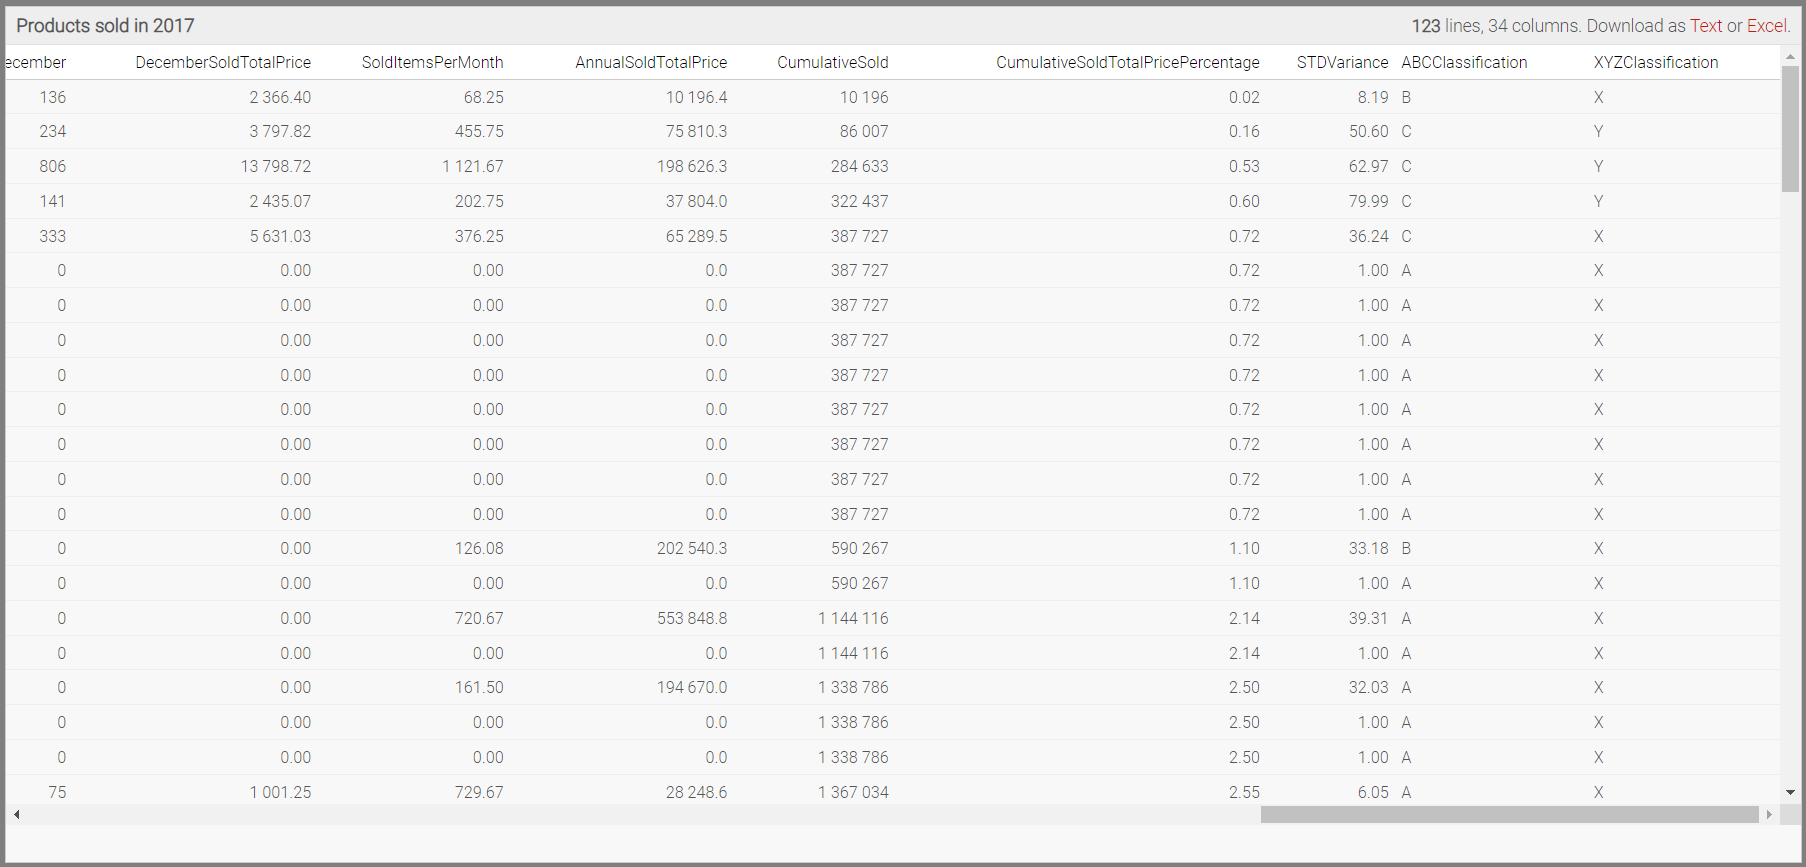 Products sold in 2017 123 lines, 34 columns. Download as Text or Excel.
ecember DecemberSoldTotalPrice SoldItemsPerMonth AnnualSoldTotalPrice CumulativeSold CumulativeSoldTotalPricePercentage STDVariance ABCClassification XYZClassification
136 2 366.40 68.25 10 196.4 10 196 0.02 8.19 B X
234 3 797.82 455.75 75 810.3 86 007 0.16 50.60 C Y
806 13 798.72 1 121.67 198 626.3 284 633 0.53 62.97 C Y
141 2 435.07 202.75 37 804.0 322 437 0.60 79.99 C Y
333 5 631.03 376.25 65 289.5 387 727 0.72 36.24 C X
0 0.00 0.00 0.0 387 727 0.72 1.00 A X
0 0.00 0.00 0.0 387 727 0.72 1.00 A X
0 0.00 0.00 0.0 387 727 0.72 1.00 A X
0 0.00 0.00 0.0 387 727 0.72 1.00 A X
0 0.00 0.00 0.0 387 727 0.72 1.00 A X
0 0.00 0.00 0.0 387 727 0.72 1.00 A X
0 0.00 0.00 0.0 387 727 0.72 1.00 A X
0 0.00 0.00 0.0 387 727 0.72 1.00 A X
0 0.00 126.08 202 540.3 590 267 1.10 33.18 B X
0 0.00 0.00 0.0 590 267 1.10 1.00 A X
0 0.00 720.67 553 848.8 1 144 116 2.14 39.31 A X
0 0.00 0.00 0.0 1 144 116 2.14 1.00 A X
0 0.00 161.50 194 670.0 1 338 786 2.50 32.03 A X
0 0.00 0.00 0.0 1 338 786 2.50 1.00 A X
0 0.00 0.00 0.0 1 338 786 2.50 1.00 A X
75 1 001.25 729.67 28 248.6 1 367 034 2.55 6.05 A X